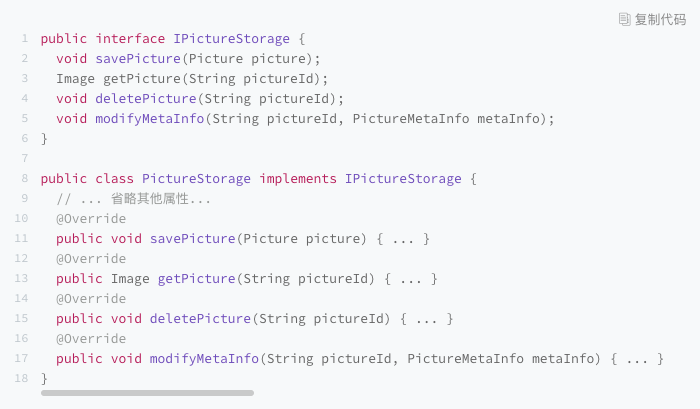 复制代码
1 public interface IPictureStorage {
2   void savePicture(Picture picture);
3   Image getPicture(String pictureId);
4   void deletePicture(String pictureId);
5   void modifyMetaInfo(String pictureId, PictureMetaInfo metaInfo);
6 }
7
8 public class PictureStorage implements IPictureStorage {
9   // ... 省略其他属性...
10   @Override
11   public void savePicture(Picture picture) { ... }
12   @Override
13   public Image getPicture(String pictureId) { ... }
14   @Override
15   public void deletePicture(String pictureId) { ... }
16   @Override
17   public void modifyMetaInfo(String pictureId, PictureMetaInfo metaInfo) { ... }
18 }